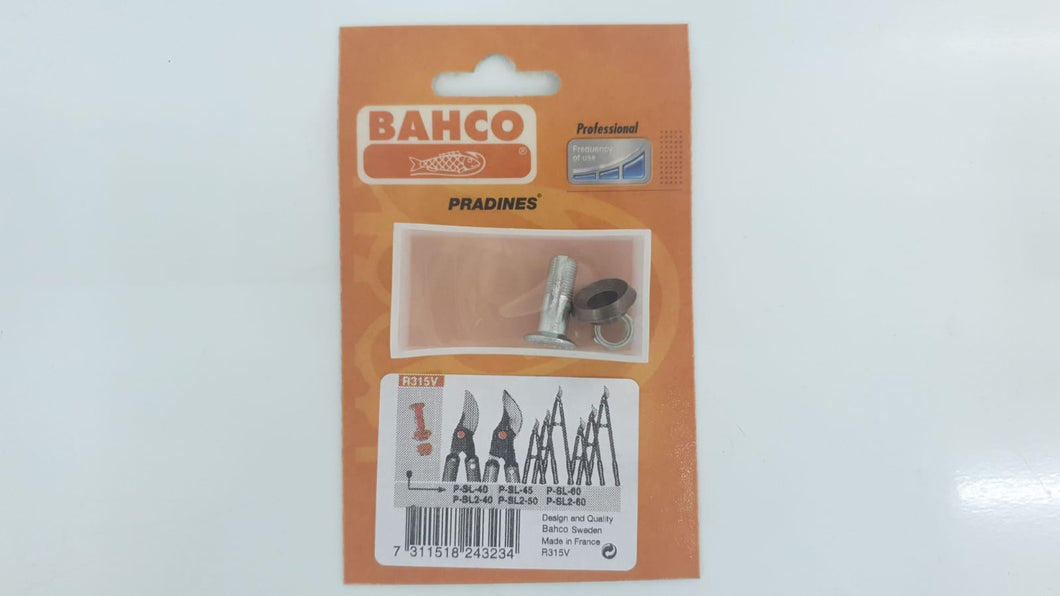 BAHCO
®
Professional
Frequency
of use
PRADINES®
R315V
P-SL-40 P-SL-45 P-SL-60
P-SL2-40 P-SL2-50 P-SL2-60
Design and Quality
Bahco Sweden
Made in France
R315V
7 311518 243234